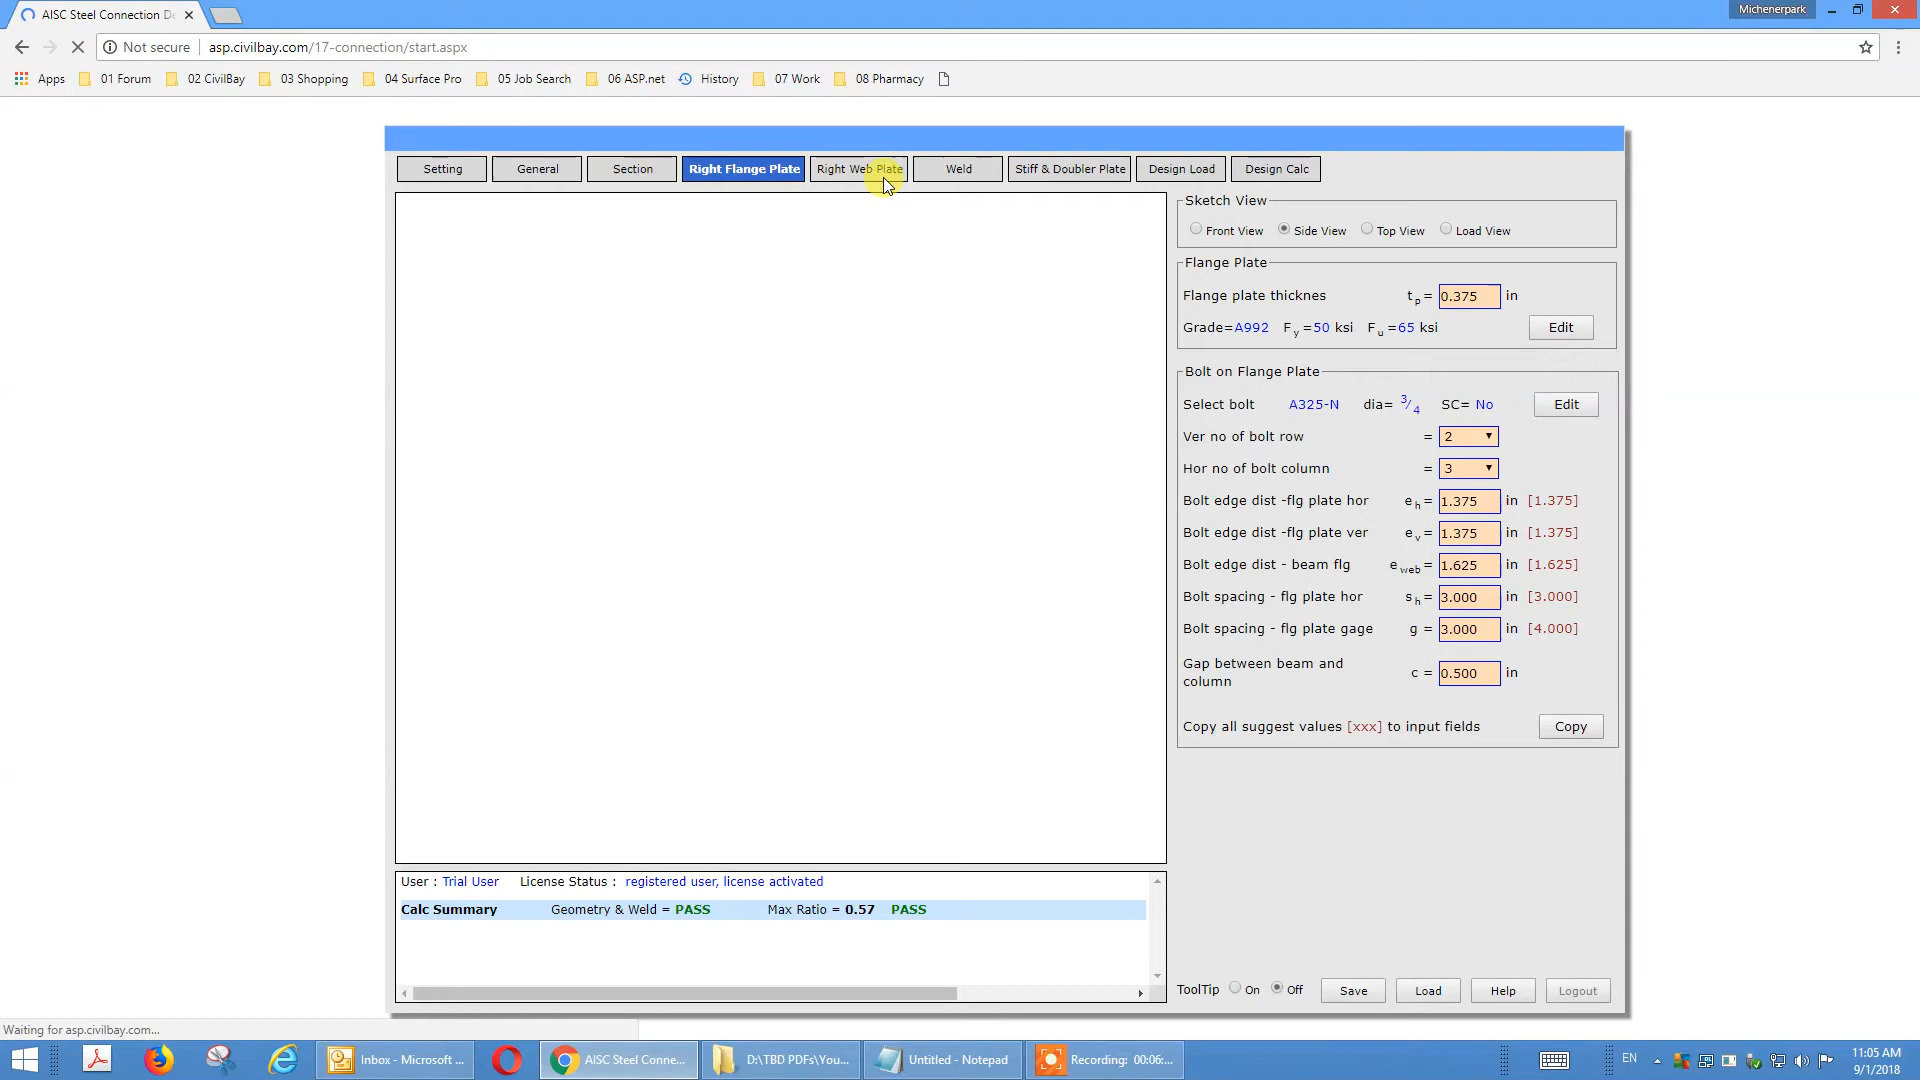 AISC Steel Connection De
Michenerpark
Not secure asp.civilbay.com/17-connection/start.aspx
Apps 01 Forum 02 CivilBay 03 Shopping 04 Surface Pro 05 Job Search 06 ASP.net History 07 Work 08 Pharmacy
Setting General Section Right Flange Plate Right Web Plate Weld Stiff & Doubler Plate Design Load Design Calc
Sketch View
Front View Side View Top View Load View
Flange Plate
Flange plate thicknes tp= 0.375 in
Grade=A992 Fy=50 ksi Fu=65 ksi Edit
Bolt on Flange Plate
Select bolt A325-N dia= 3/4 SC= No Edit
Ver no of bolt row = 2
Hor no of bolt column = 3
Bolt edge dist -flg plate hor eh= 1.375 in [1.375]
Bolt edge dist -flg plate ver ev= 1.375 in [1.375]
Bolt edge dist - beam flg eweb= 1.625 in [1.625]
Bolt spacing - flg plate hor sh= 3.000 in [3.000]
Bolt spacing - flg plate gage g = 3.000 in [4.000]
Gap between beam and
column c = 0.500 in
Copy all suggest values [xxx] to input fields Copy
User : Trial User License Status : registered user, license activated
Calc Summary Geometry & Weld = PASS Max Ratio = 0.57 PASS
ToolTip On Off Save Load Help Logout
Waiting for asp.civilbay.com...
Inbox - Microsoft ... AISC Steel Conne... D:\TBD PDFs\You... Untitled - Notepad Recording: 00:06:... EN 11:05 AM
9/1/2018